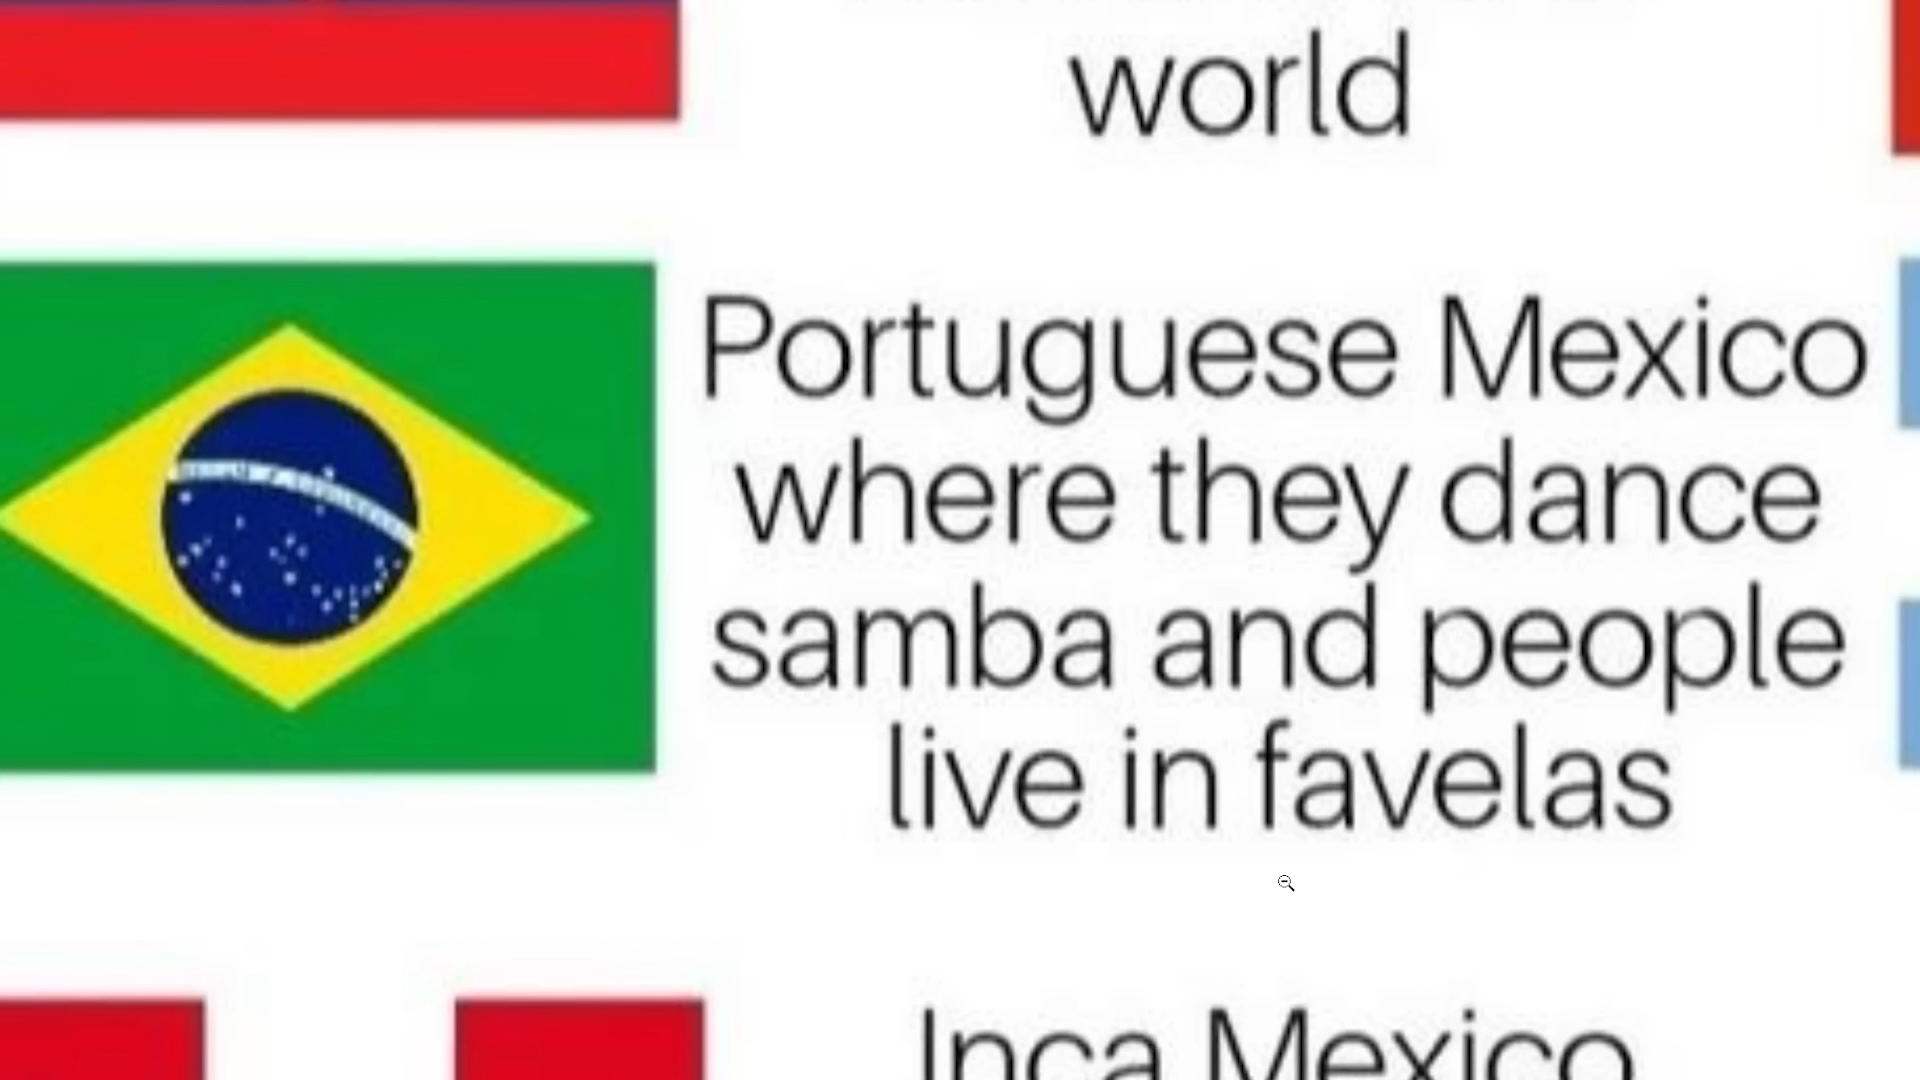 world
Portuguese Mexico
where they dance
samba and people
live in favelas
Inca Mexico